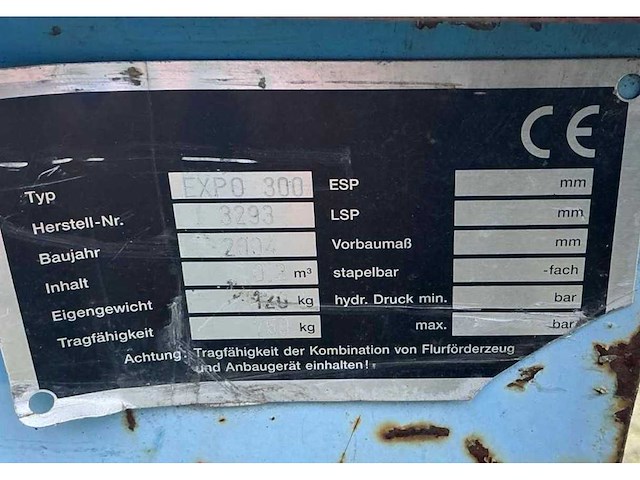 CE
Typ EXPO 300 ESP mm
Herstell-Nr. 3293 LSP mm
Baujahr Vorbaumaß mm
Inhalt m³ stapelbar -fach
Eigengewicht 120 kg hydr. Druck min. bar
Tragfähigkeit kg max. bar
Achtung: Tragfähigkeit der Kombination von Flurförderzeug
und Anbaugerät einhalten!